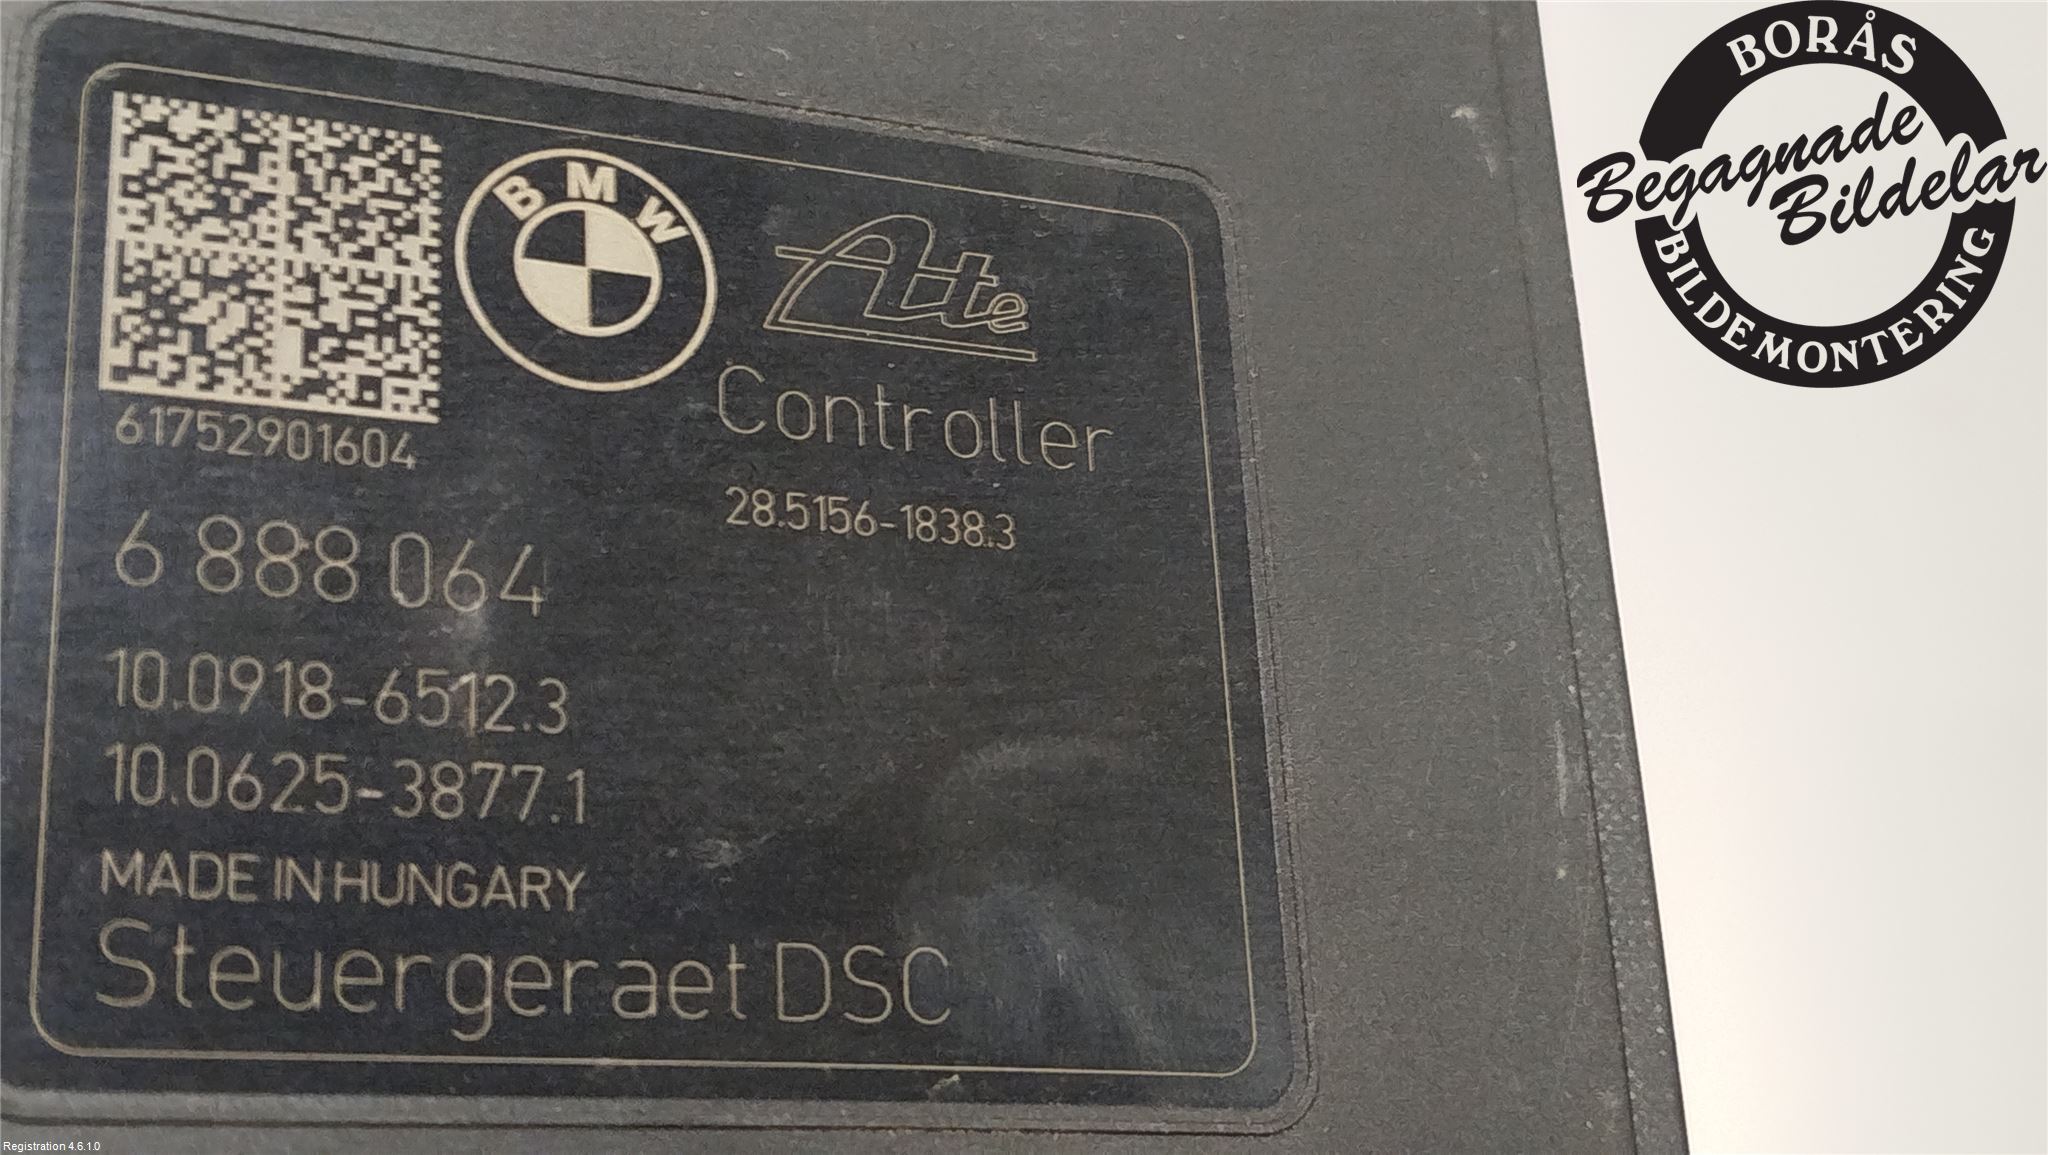 BMW
Ate
Controller
61752901604
28.5156-1838.3
6 888 064
10.0918-6512.3
10.0625-3877.1
MADE IN HUNGARY
Steuergeraet DSC
BORÅS
Begagnade
Bildelar
BILDEMONTERING
Registration 4.6.1.0